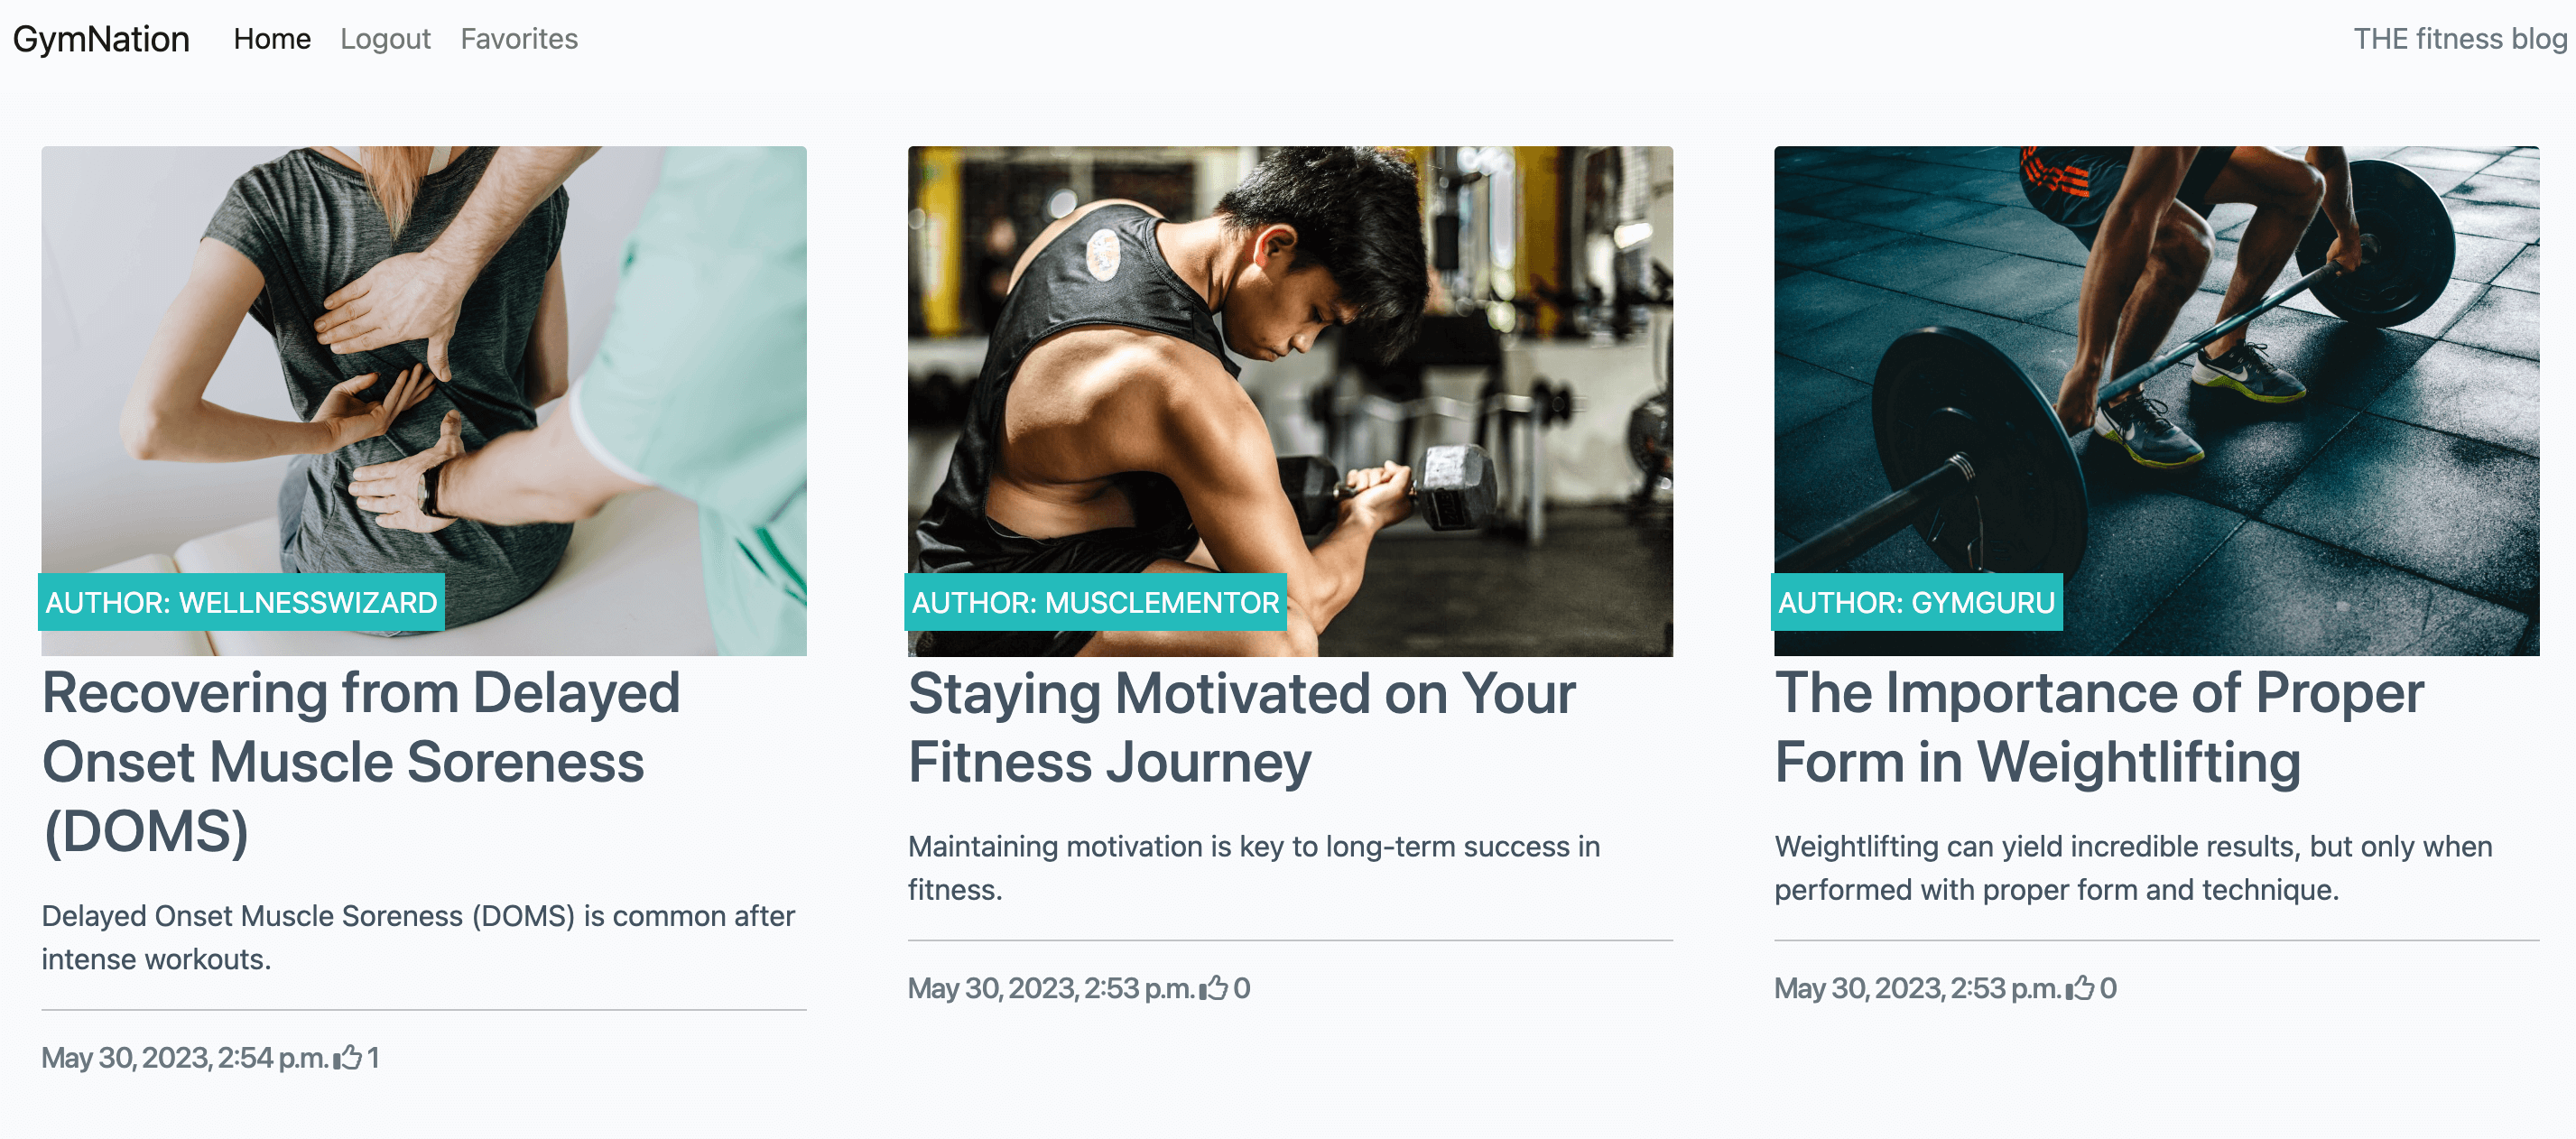 GymNation Home Logout Favorites THE fitness blog
AUTHOR: WELLNESSWIZARD
Recovering from Delayed
Onset Muscle Soreness
(DOMS)
Delayed Onset Muscle Soreness (DOMS) is common after
intense workouts.
May 30, 2023, 2:54 p.m. 1
AUTHOR: MUSCLEMENTOR
Staying Motivated on Your
Fitness Journey
Maintaining motivation is key to long-term success in
fitness.
May 30, 2023, 2:53 p.m. 0
AUTHOR: GYMGURU
The Importance of Proper
Form in Weightlifting
Weightlifting can yield incredible results, but only when
performed with proper form and technique.
May 30, 2023, 2:53 p.m. 0